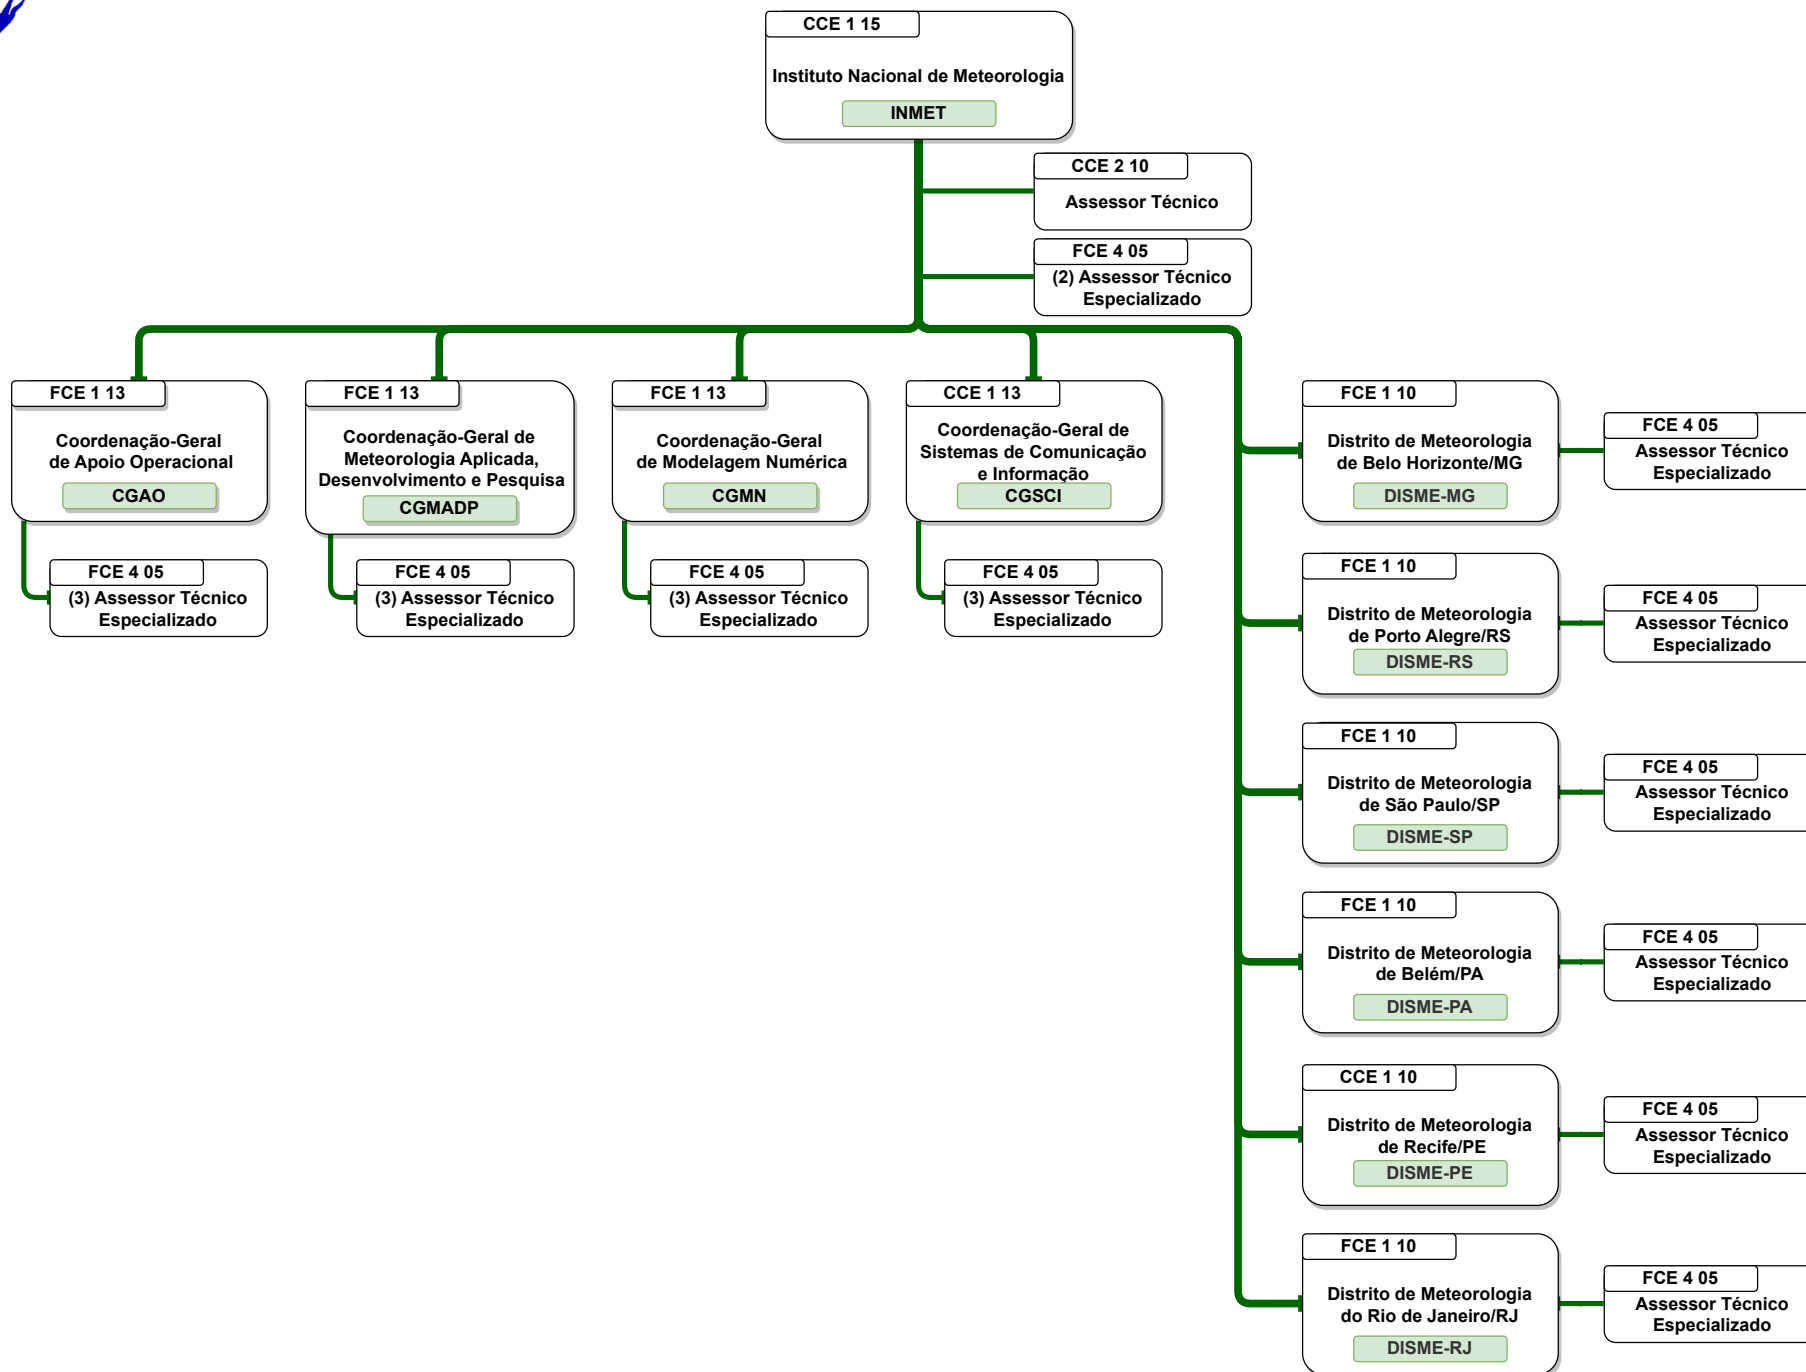 CCE 1 15
Instituto Nacional de Meteorologia
INMET
CCE 2 10
Assessor Técnico
FCE 4 05
(2) Assessor Técnico
Especializado
FCE 1 13
Coordenação-Geral
de Apoio Operacional
CGAO
FCE 4 05
(3) Assessor Técnico
Especializado
FCE 1 13
Coordenação-Geral de
Meteorologia Aplicada,
Desenvolvimento e Pesquisa
CGMADP
FCE 4 05
(3) Assessor Técnico
Especializado
FCE 1 13
Coordenação-Geral
de Modelagem Numérica
CGMN
FCE 4 05
(3) Assessor Técnico
Especializado
CCE 1 13
Coordenação-Geral de
Sistemas de Comunicação
e Informação
CGSCI
FCE 4 05
(3) Assessor Técnico
Especializado
FCE 1 10
Distrito de Meteorologia
de Belo Horizonte/MG
DISME-MG
FCE 4 05
Assessor Técnico
Especializado
FCE 1 10
Distrito de Meteorologia
de Porto Alegre/RS
DISME-RS
FCE 4 05
Assessor Técnico
Especializado
FCE 1 10
Distrito de Meteorologia
de São Paulo/SP
DISME-SP
FCE 4 05
Assessor Técnico
Especializado
FCE 1 10
Distrito de Meteorologia
de Belém/PA
DISME-PA
FCE 4 05
Assessor Técnico
Especializado
CCE 1 10
Distrito de Meteorologia
de Recife/PE
DISME-PE
FCE 4 05
Assessor Técnico
Especializado
FCE 1 10
Distrito de Meteorologia
do Rio de Janeiro/RJ
DISME-RJ
FCE 4 05
Assessor Técnico
Especializado